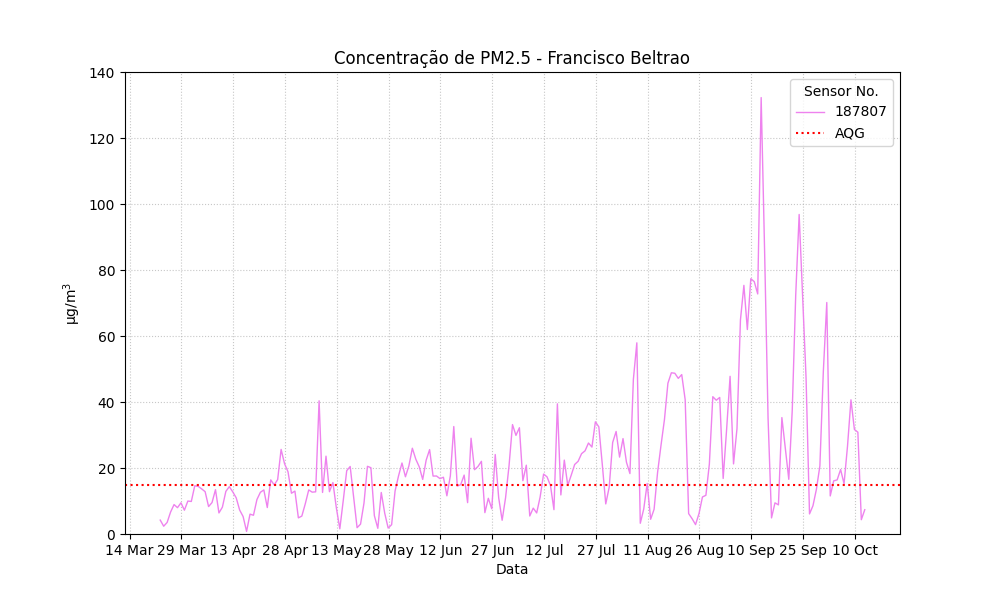 Concentração de PM2.5 - Francisco Beltrao
Sensor No.
187807
AQG
140
120
100
80
60
40
20
0
µg/m³
14 Mar 29 Mar 13 Apr 28 Apr 13 May 28 May 12 Jun 27 Jun 12 Jul 27 Jul 11 Aug 26 Aug 10 Sep 25 Sep 10 Oct
Data